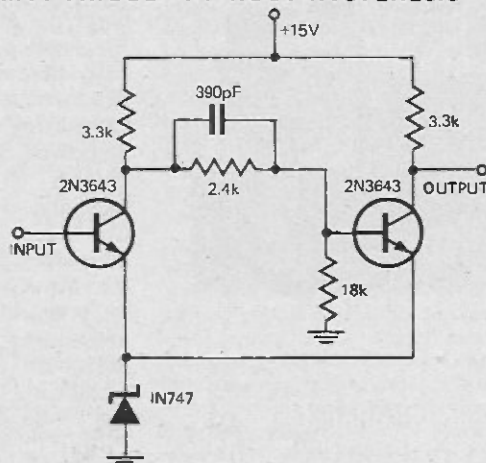 +15V
390pF
3.3k
3.3k
2.4k
2N3643
2N3643
OUTPUT
INPUT
18k
IN747